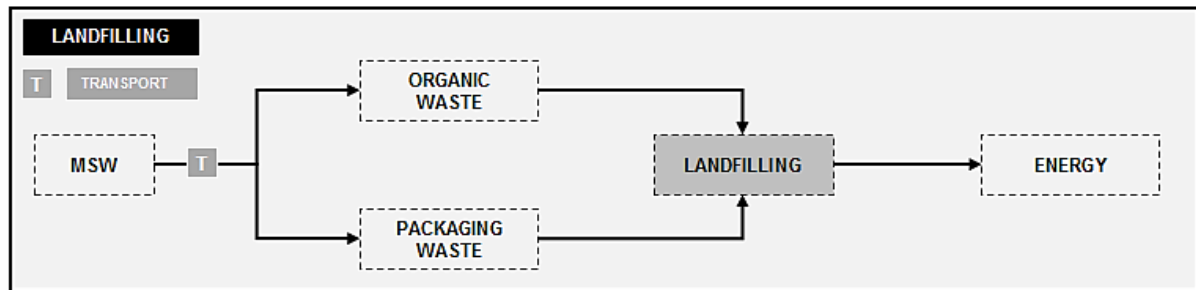 LANDFILLING
T TRANSPORT
ORGANIC
WASTE
MSW
T
LANDFILLING
ENERGY
PACKAGING
WASTE